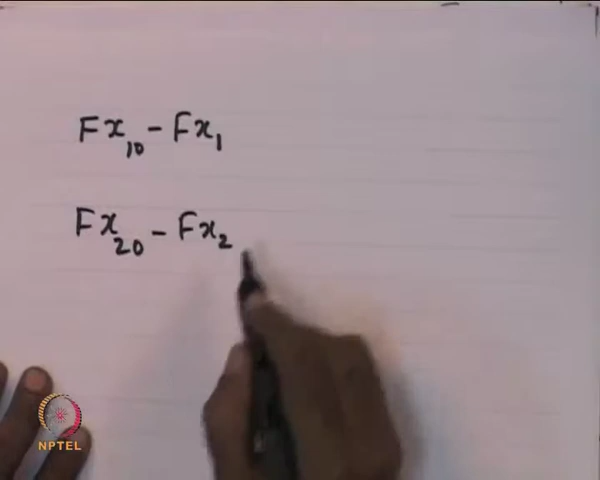 Fx₁₀ - Fx₁
Fx₂₀ - Fx₂
NPTEL